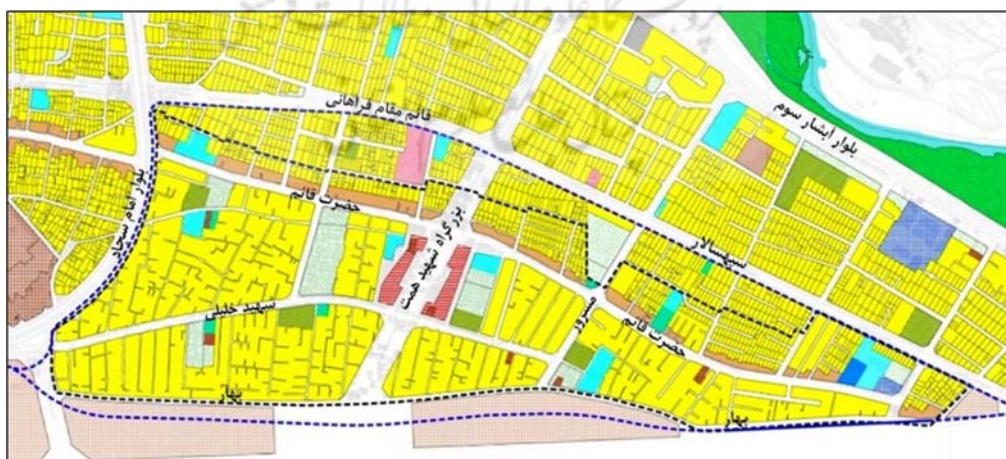 قائم مقام فراهانی
بلوار آبشار سوم
بلوار امام سجاد
حضرت قائم
بزرگراه شهید همت
سپهسالار
شهید خلیلی
حضرت قائم
بهار
بهار